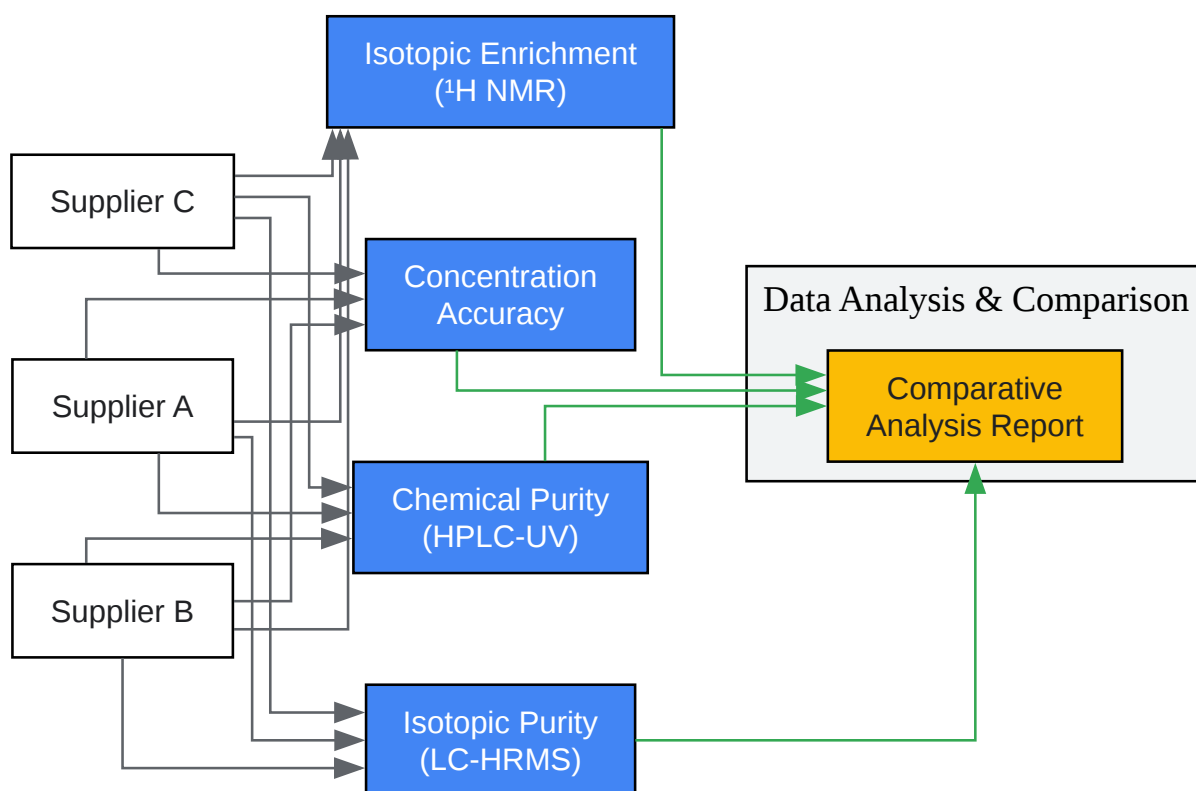 Isotopic Enrichment
(¹H NMR)
Supplier C
Concentration
Accuracy
Data Analysis & Comparison
Supplier A
Comparative
Analysis Report
Chemical Purity
(HPLC-UV)
Supplier B
Isotopic Purity
(LC-HRMS)